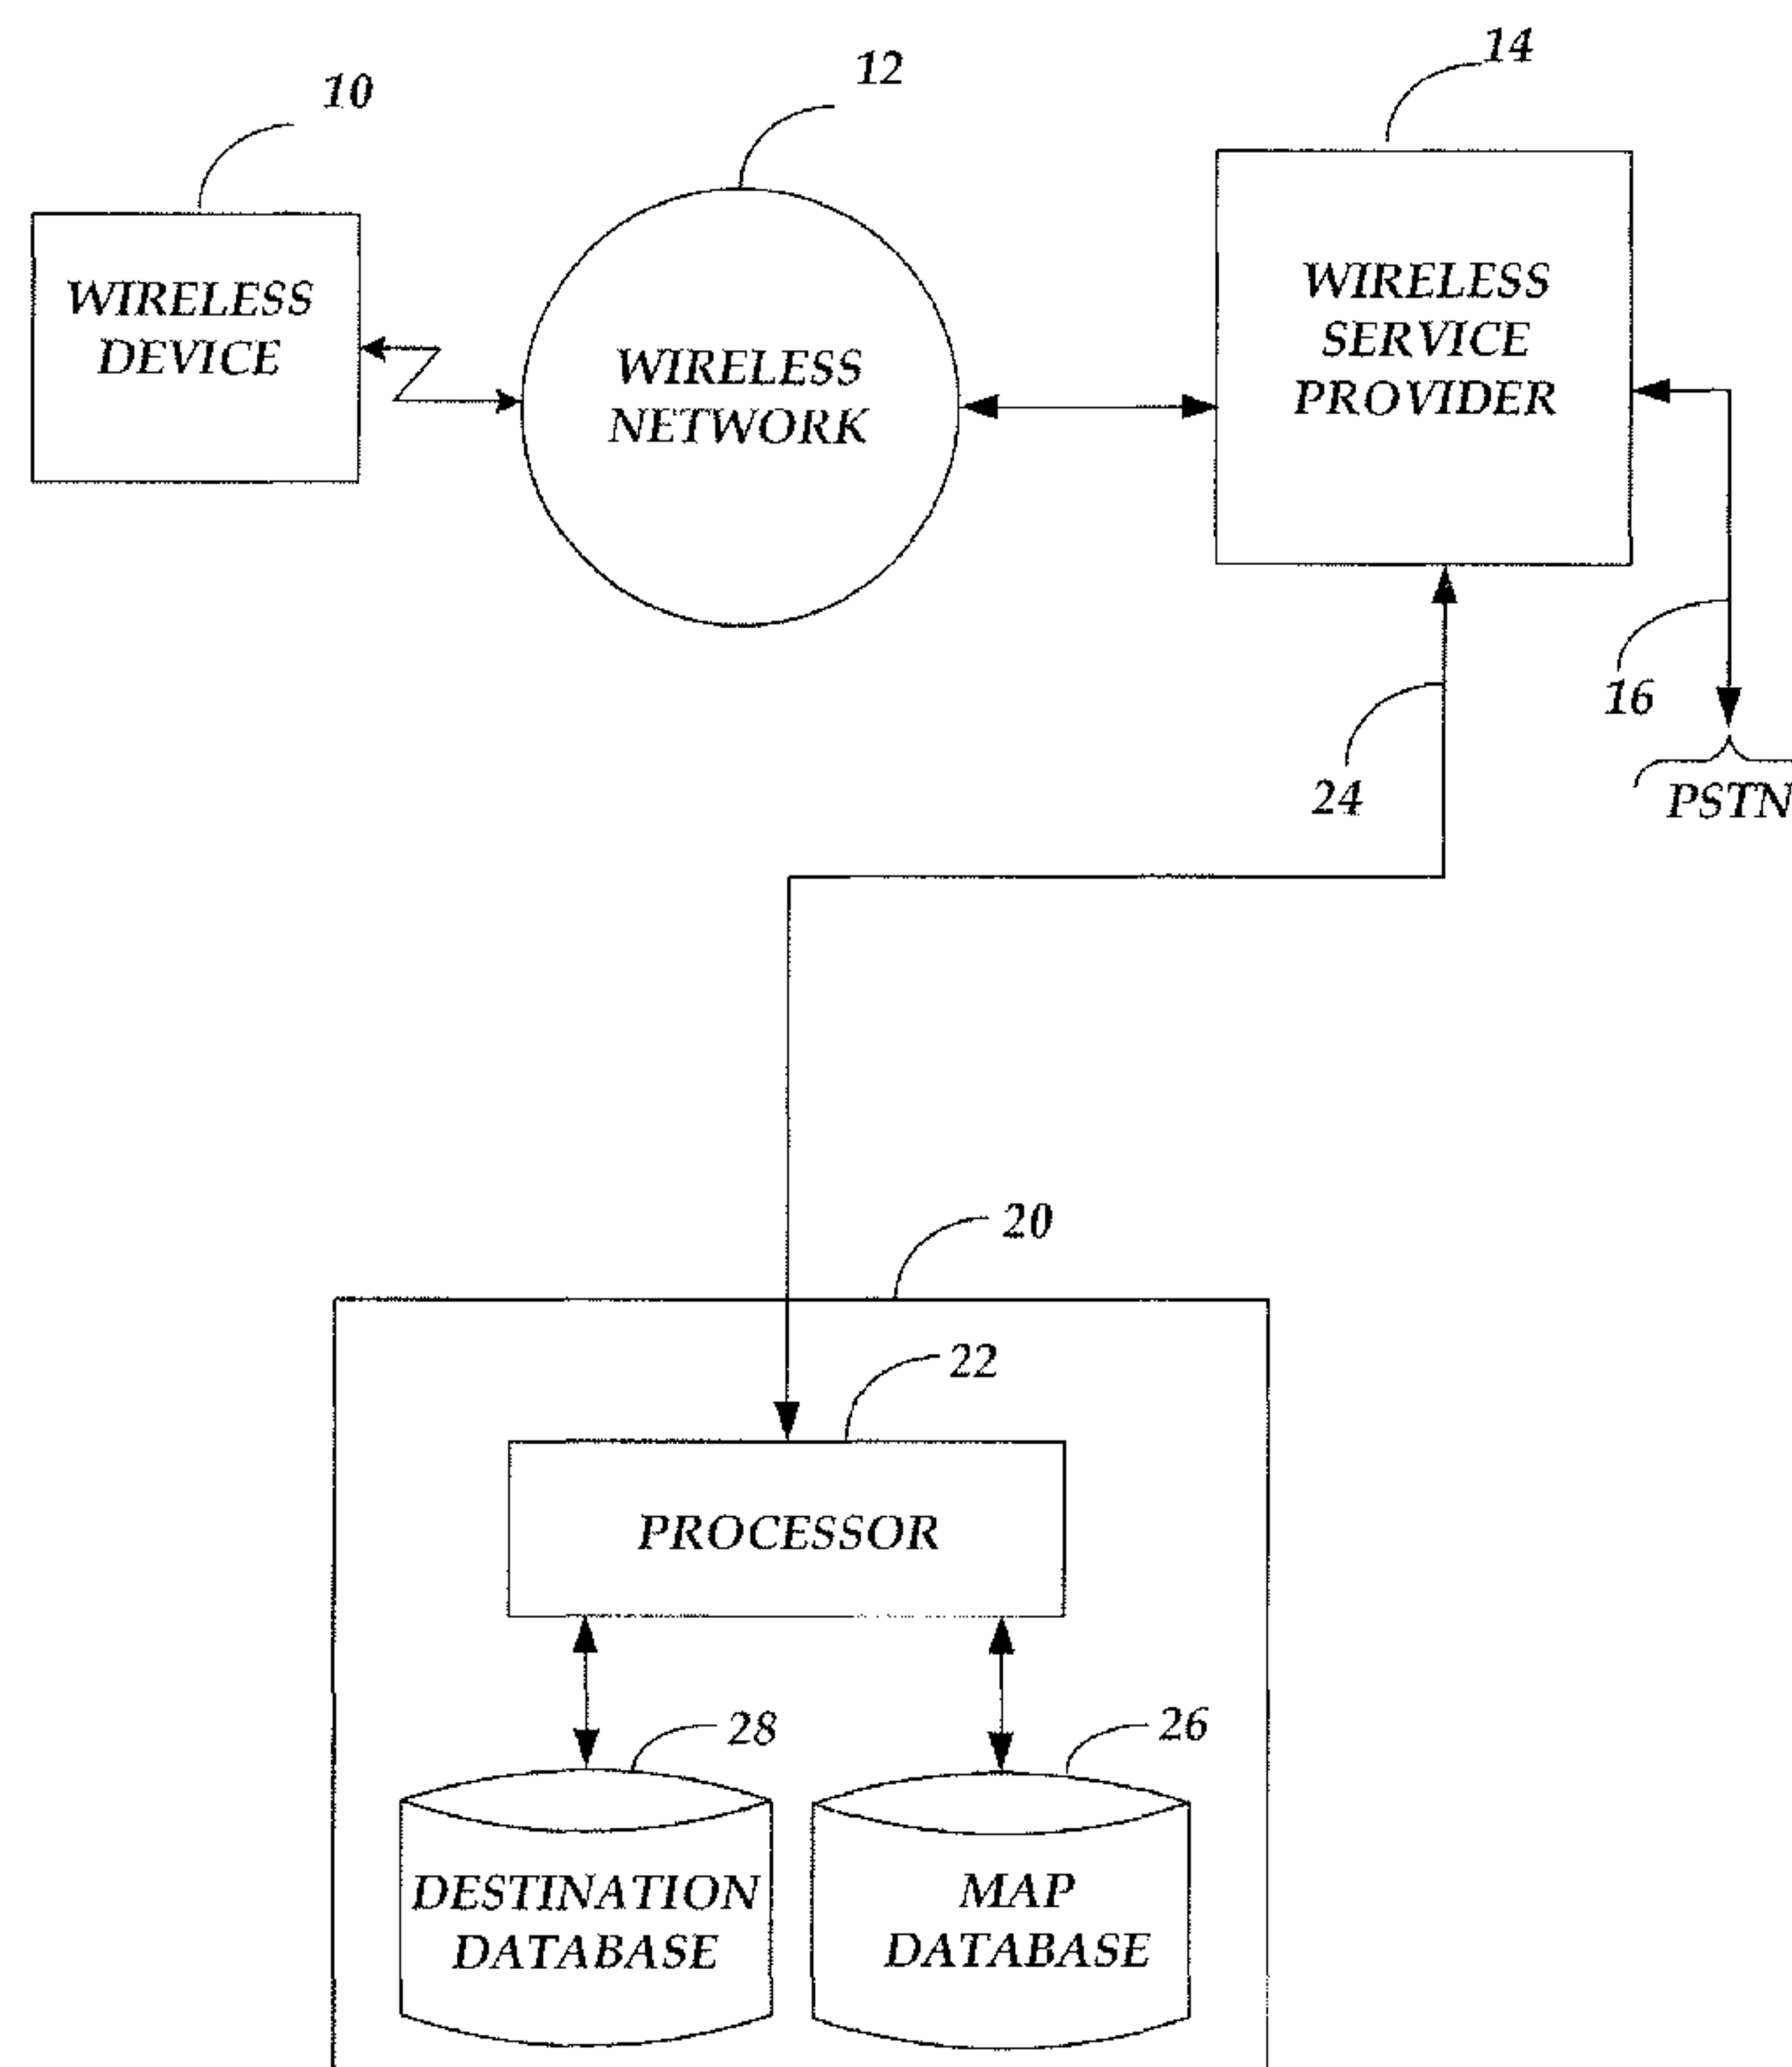 10
12
14
WIRELESS
DEVICE
WIRELESS
NETWORK
WIRELESS
SERVICE
PROVIDER
16
24
PSTN
20
22
PROCESSOR
28
26
DESTINATION
DATABASE
MAP
DATABASE